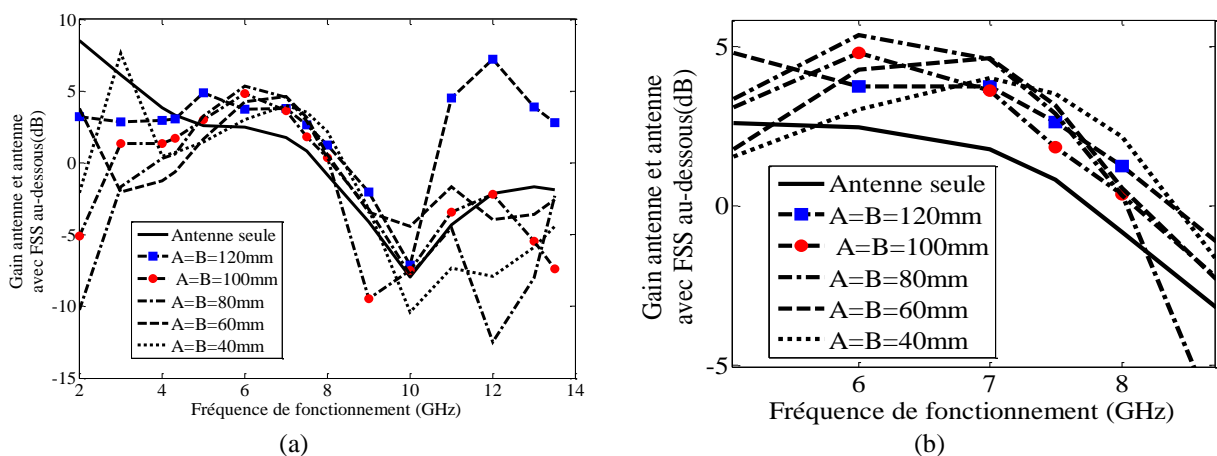 10
5
0
-5
-10
-15
2
4
6
8
10
12
14
Gain antenne et antenne
avec FSS au-dessous(dB)
Antenne seule
A=B=120mm
A=B=100mm
A=B=80mm
A=B=60mm
A=B=40mm
Fréquence de fonctionnement (GHz)
(a)
5
0
-5
6
7
8
Gain antenne et antenne
avec FSS au-dessous(dB)
Antenne seule
A=B=120mm
A=B=100mm
A=B=80mm
A=B=60mm
A=B=40mm
Fréquence de fonctionnement (GHz)
(b)